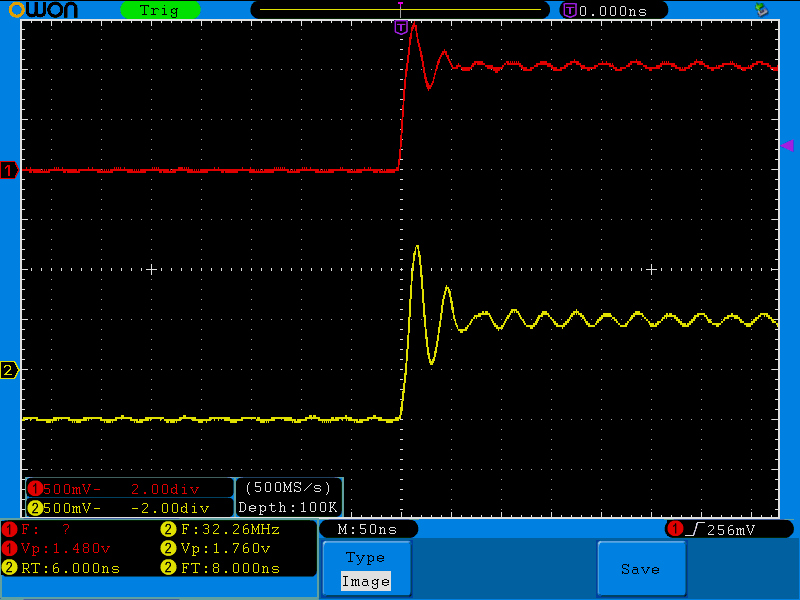 OWON Trig T 0.000ns
T
1
2
1 500mV- 2.00div (500MS/s)
2 500mV- -2.00div Depth:100K
1 F: ? 2 F:32.26MHz M:50ns 1 256mV
1 Vp:1.480v 2 Vp:1.760v Type
2 RT:6.000ns 2 FT:8.000ns Image Save